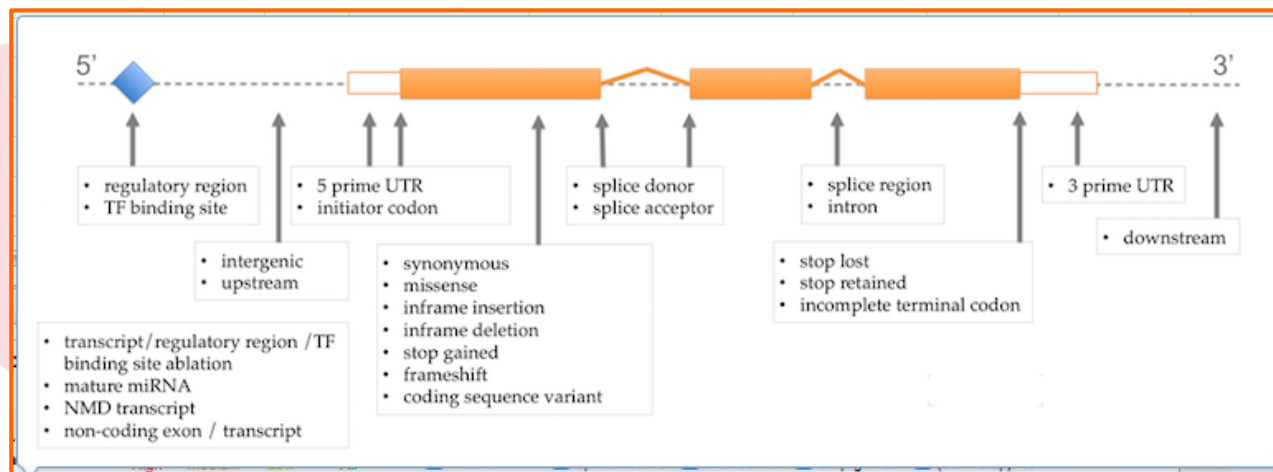 5’
3’
• regulatory region
• TF binding site
• 5 prime UTR
• initiator codon
• splice donor
• splice acceptor
• splice region
• intron
• 3 prime UTR
• intergenic
• upstream
• synonymous
• missense
• inframe insertion
• inframe deletion
• stop gained
• frameshift
• coding sequence variant
• stop lost
• stop retained
• incomplete terminal codon
• downstream
• transcript/regulatory region /TF
binding site ablation
• mature miRNA
• NMD transcript
• non-coding exon / transcript